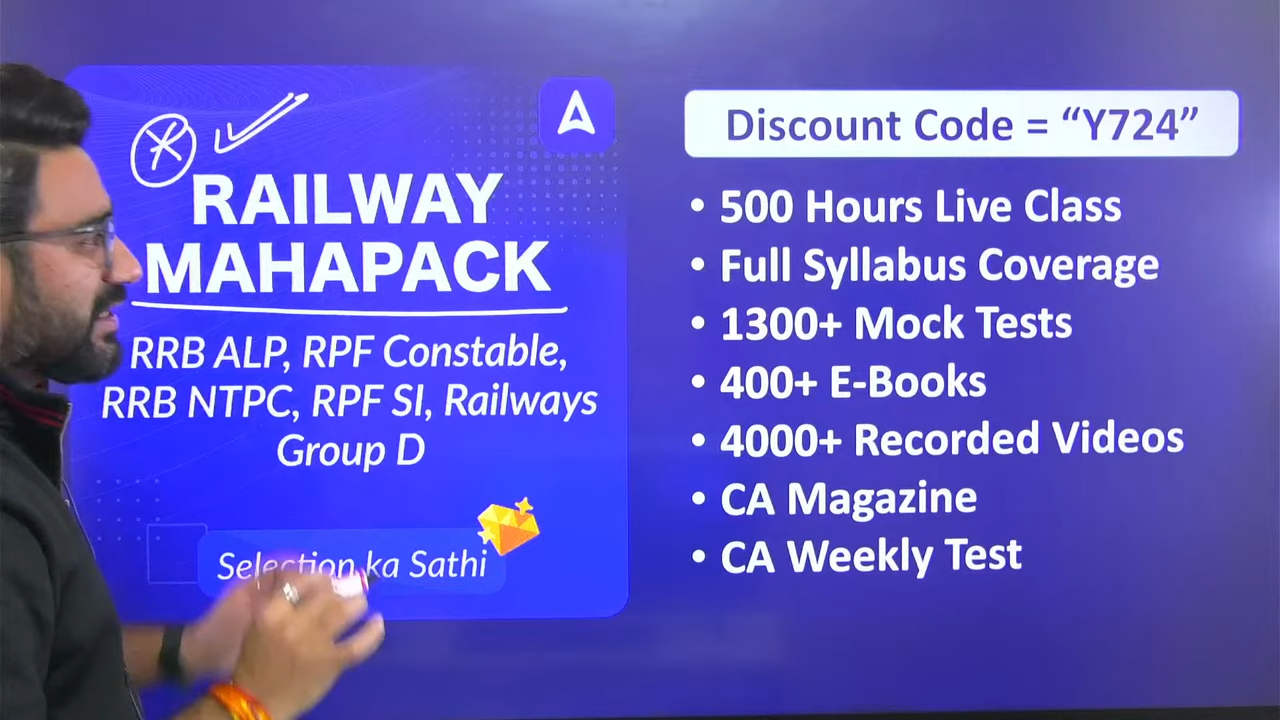 RAILWAY
MAHAPACK
RRB ALP, RPF Constable,
RRB NTPC, RPF SI, Railways
Group D
Selection ka Sathi
Discount Code = “Y724”
• 500 Hours Live Class
• Full Syllabus Coverage
• 1300+ Mock Tests
• 400+ E-Books
• 4000+ Recorded Videos
• CA Magazine
• CA Weekly Test